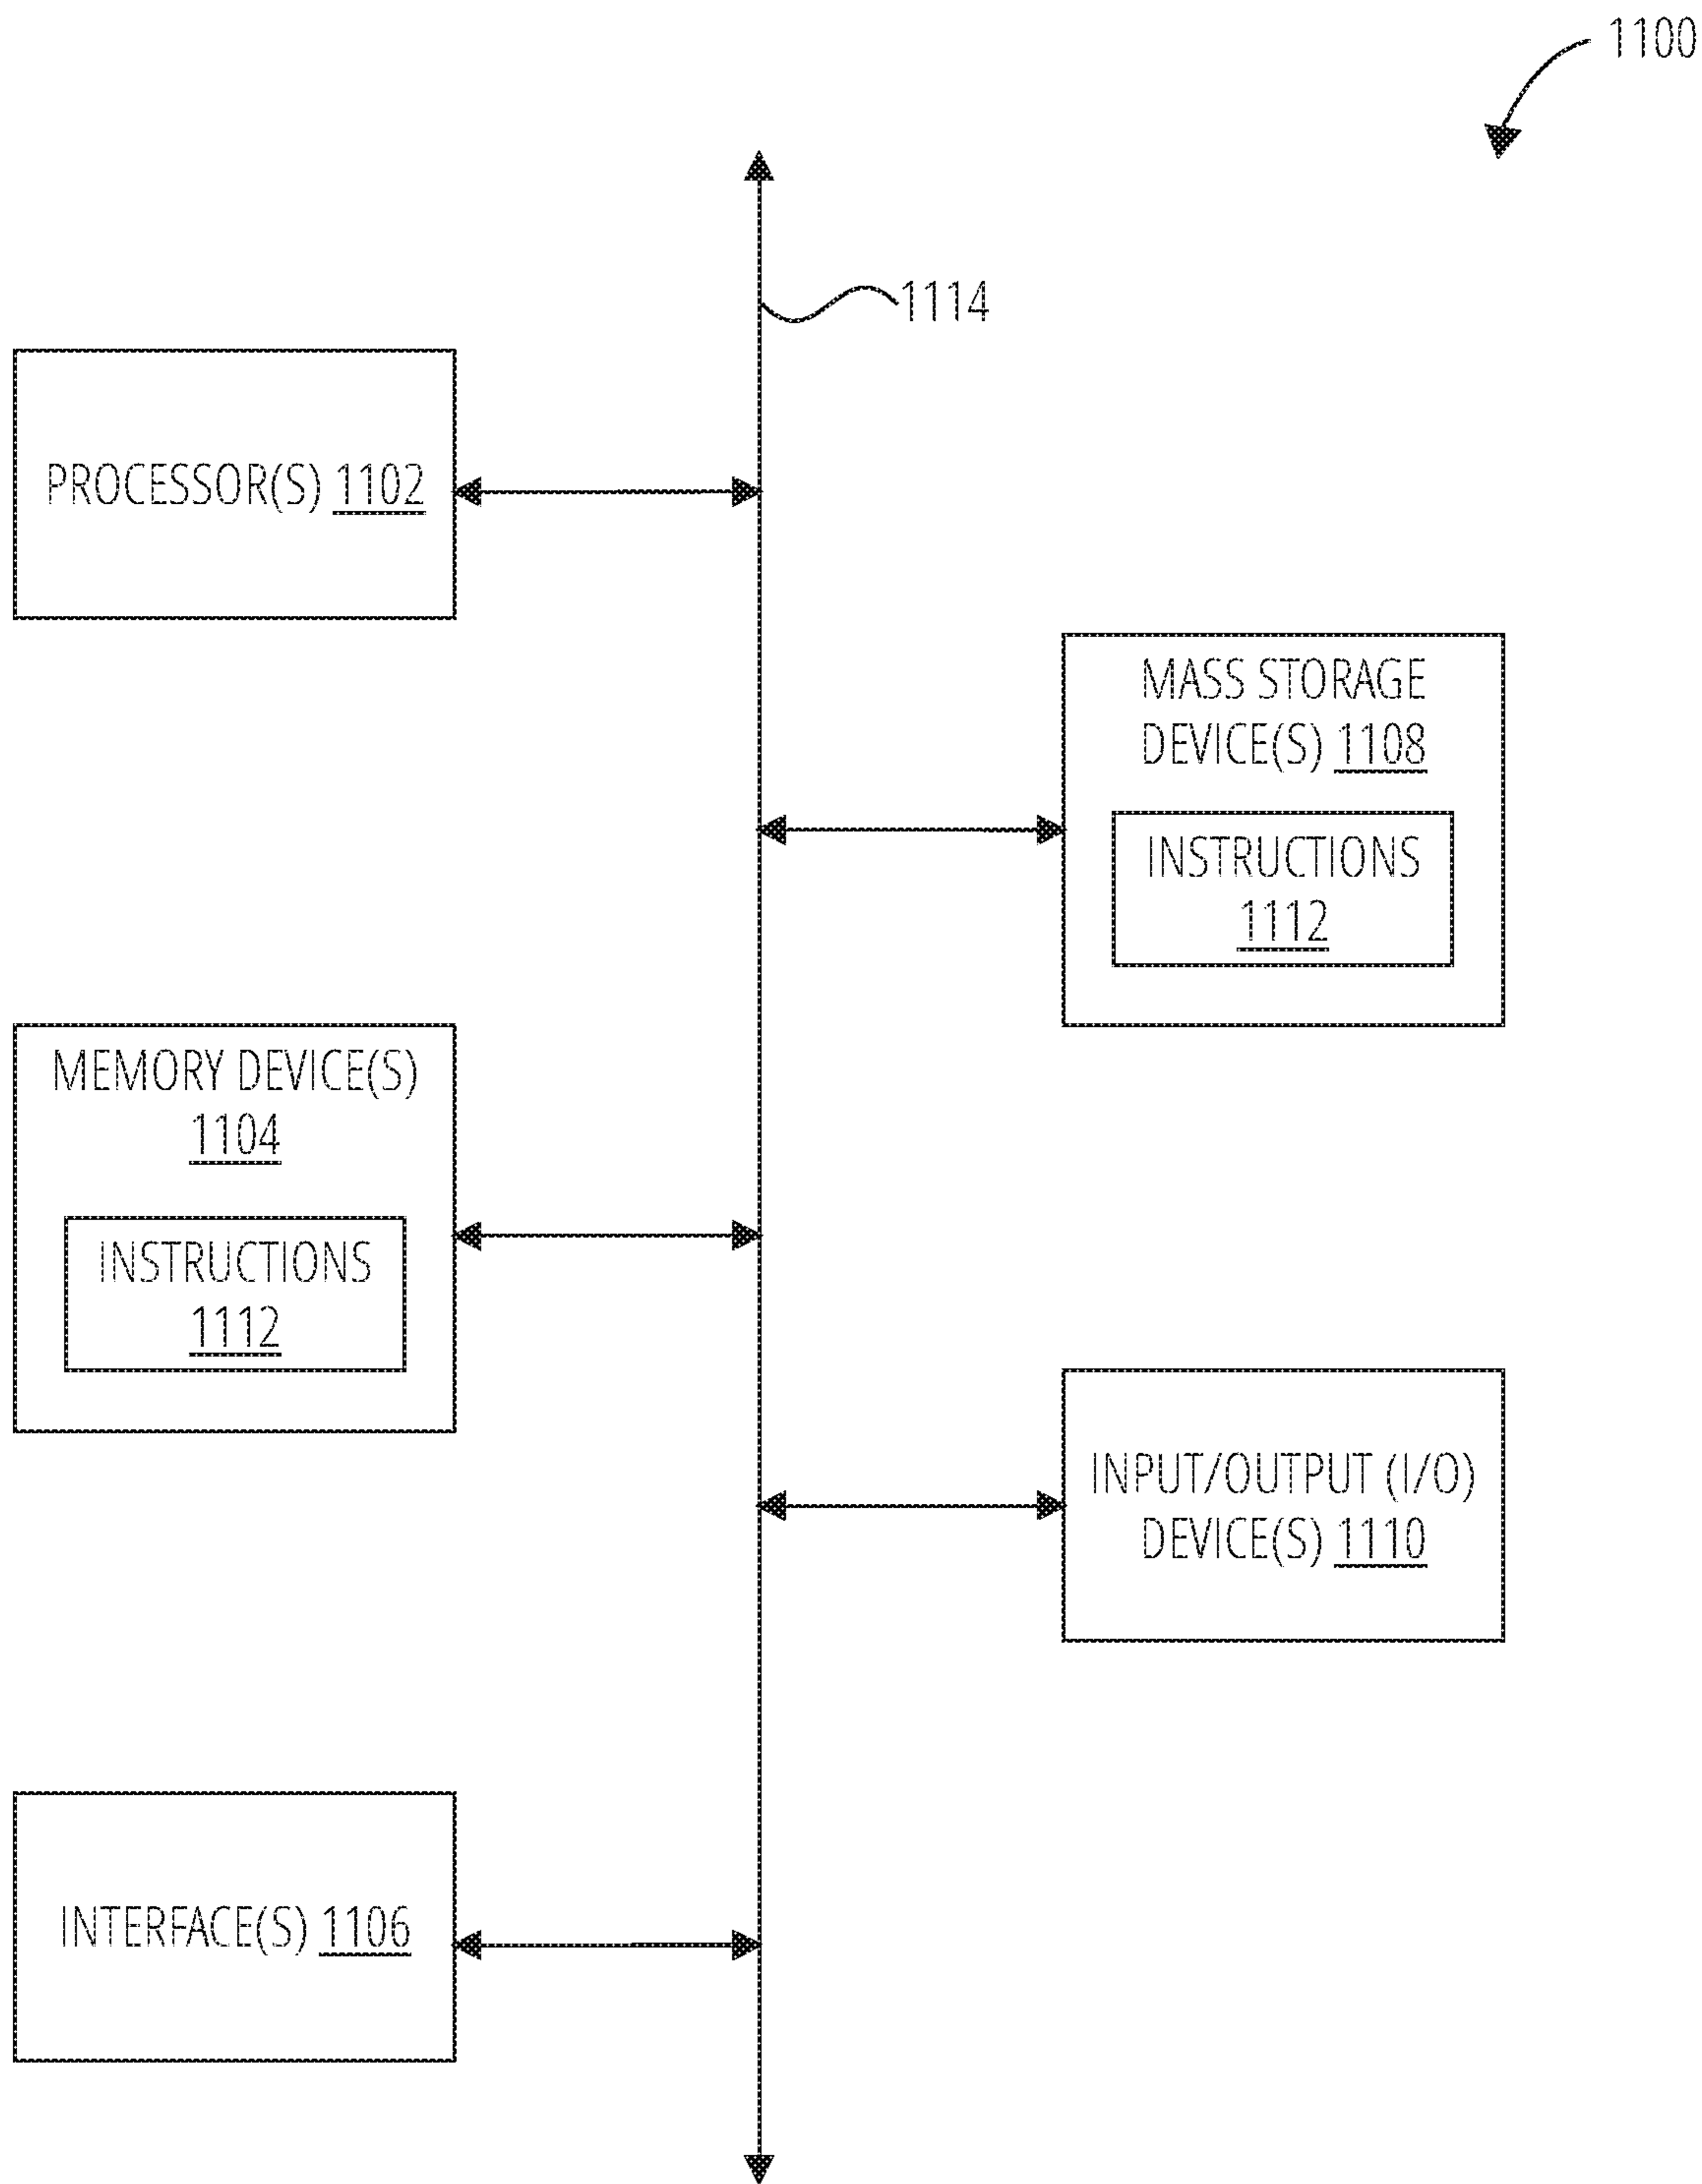 1100
1114
PROCESSOR(S) 1102
MASS STORAGE
DEVICE(S) 1108
INSTRUCTIONS
1112
MEMORY DEVICE(S)
1104
INSTRUCTIONS
1112
INPUT/OUTPUT (I/O)
DEVICE(S) 1110
INTERFACE(S) 1106